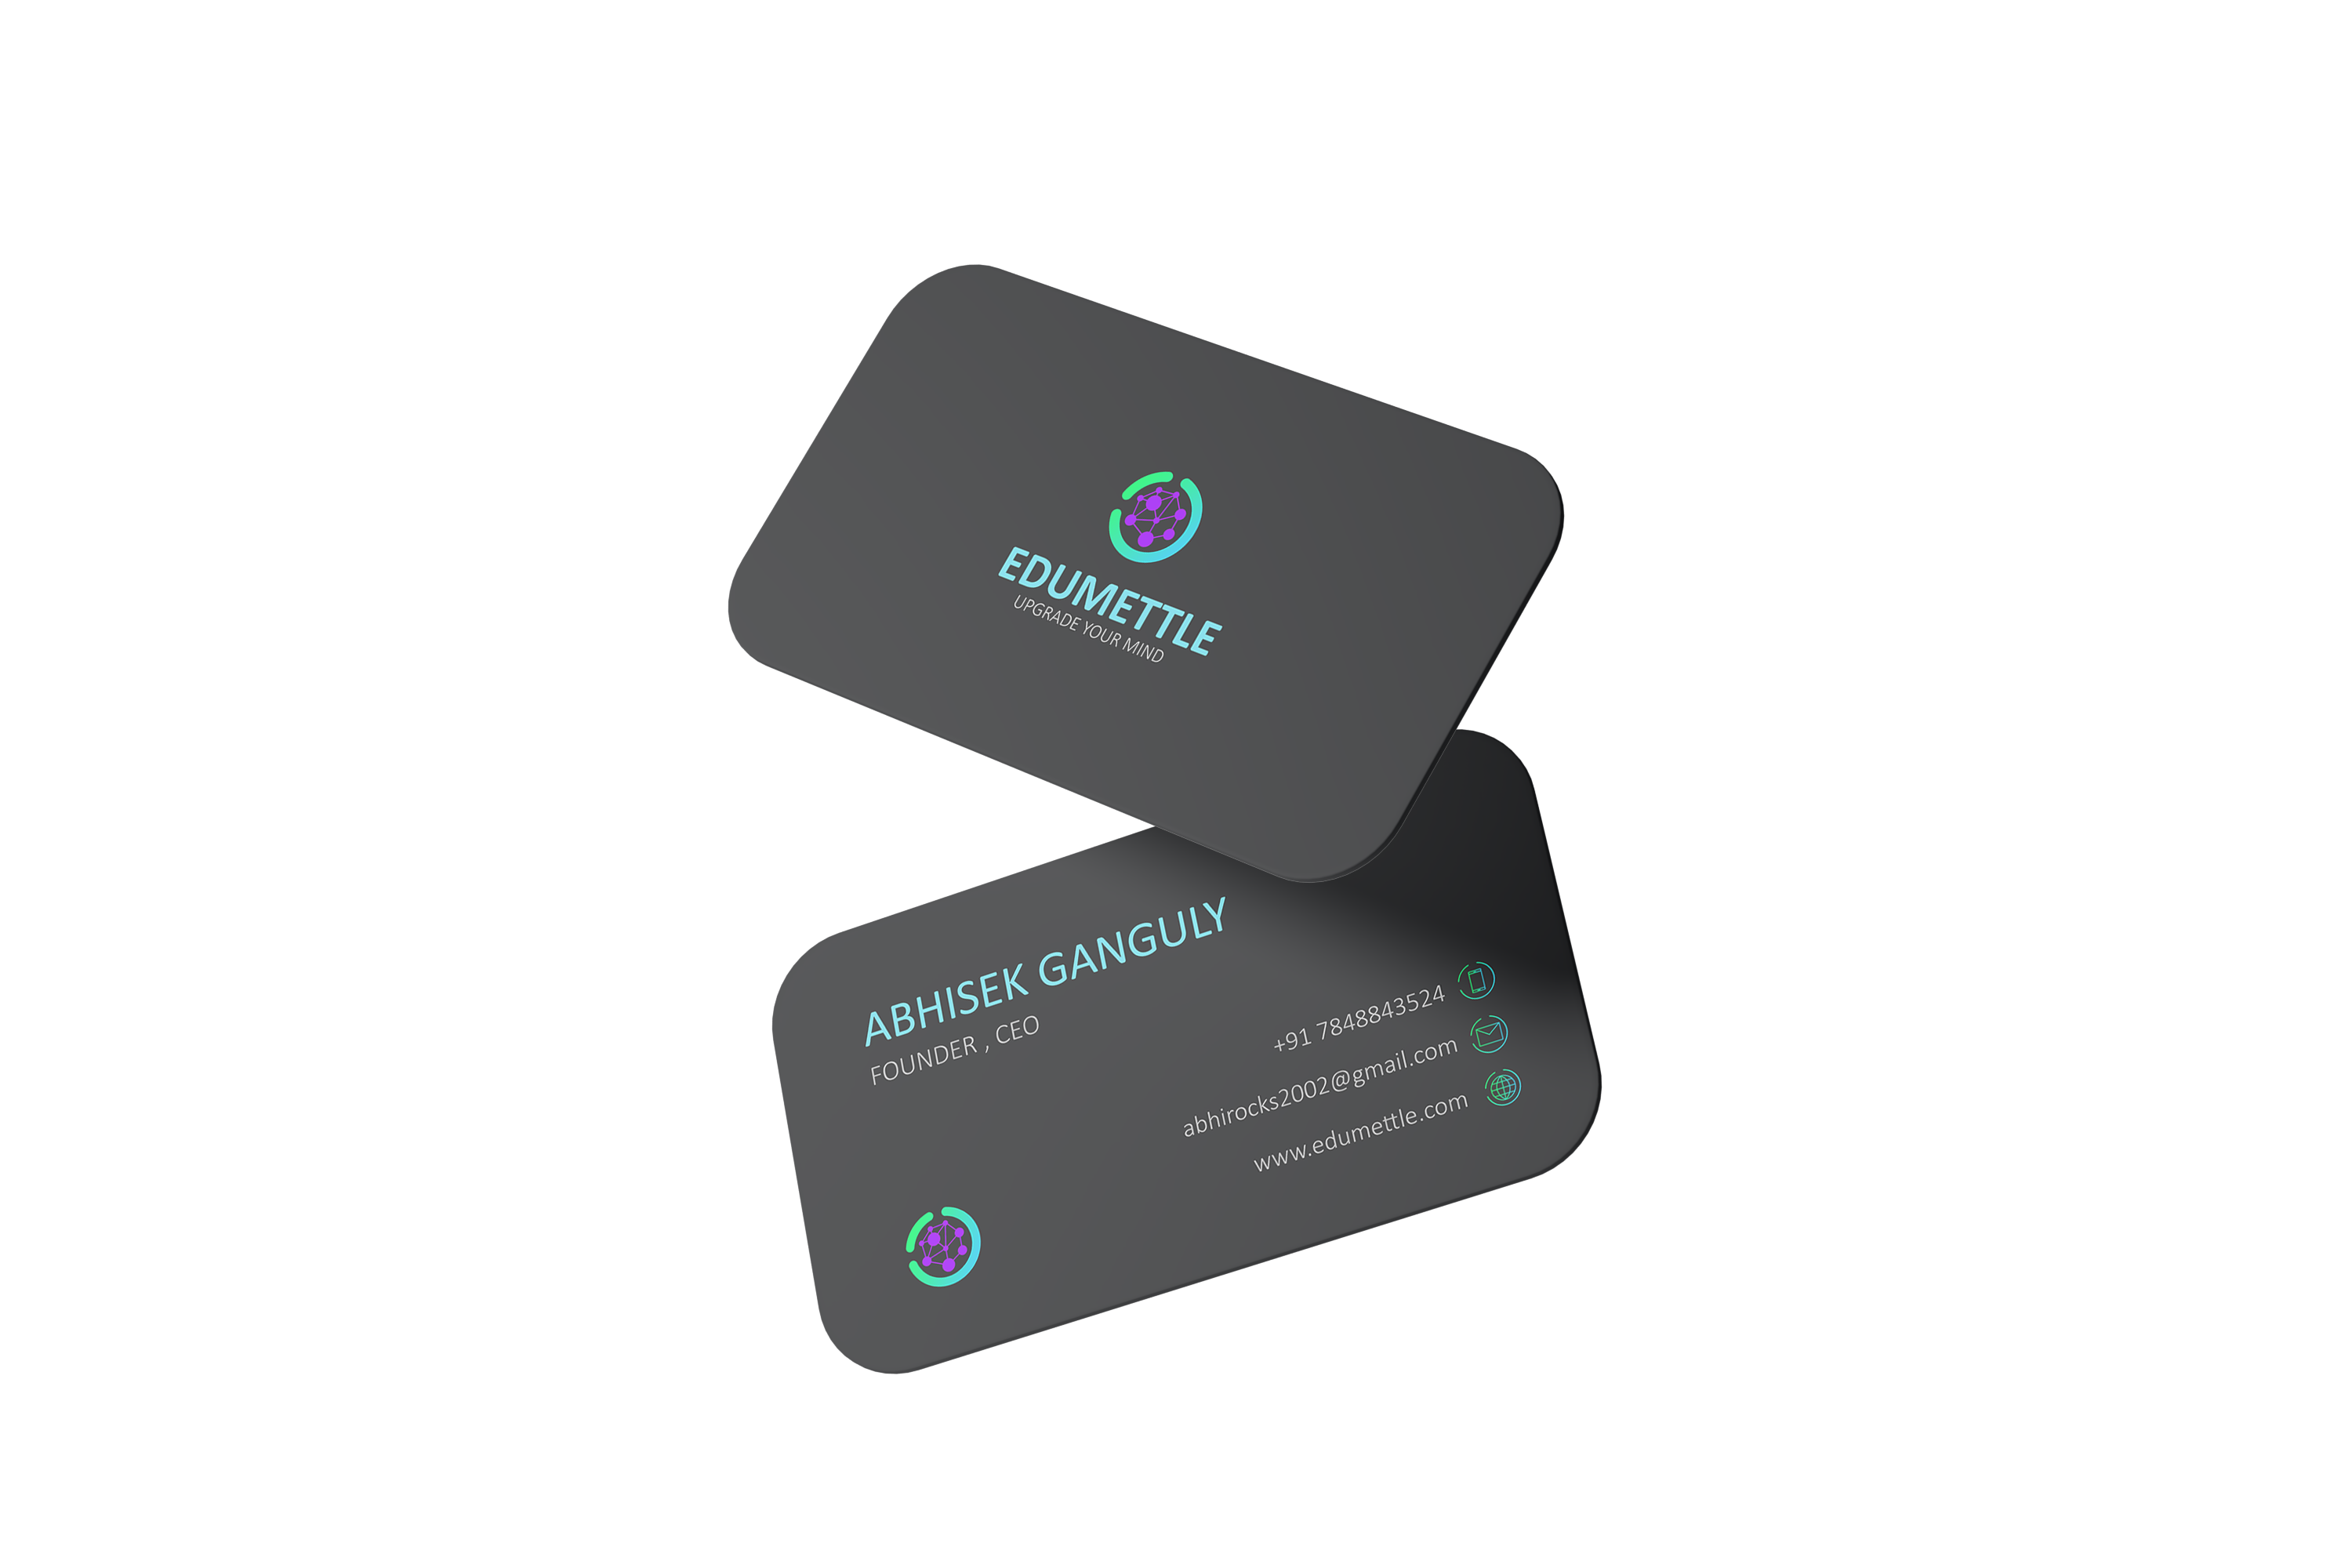 EDUMETTLE
UPGRADE YOUR MIND
ABHISEK GANGULY
FOUNDER , CEO
+91 7848843524
abhirocks2002@gmail.com
www.edumettle.com